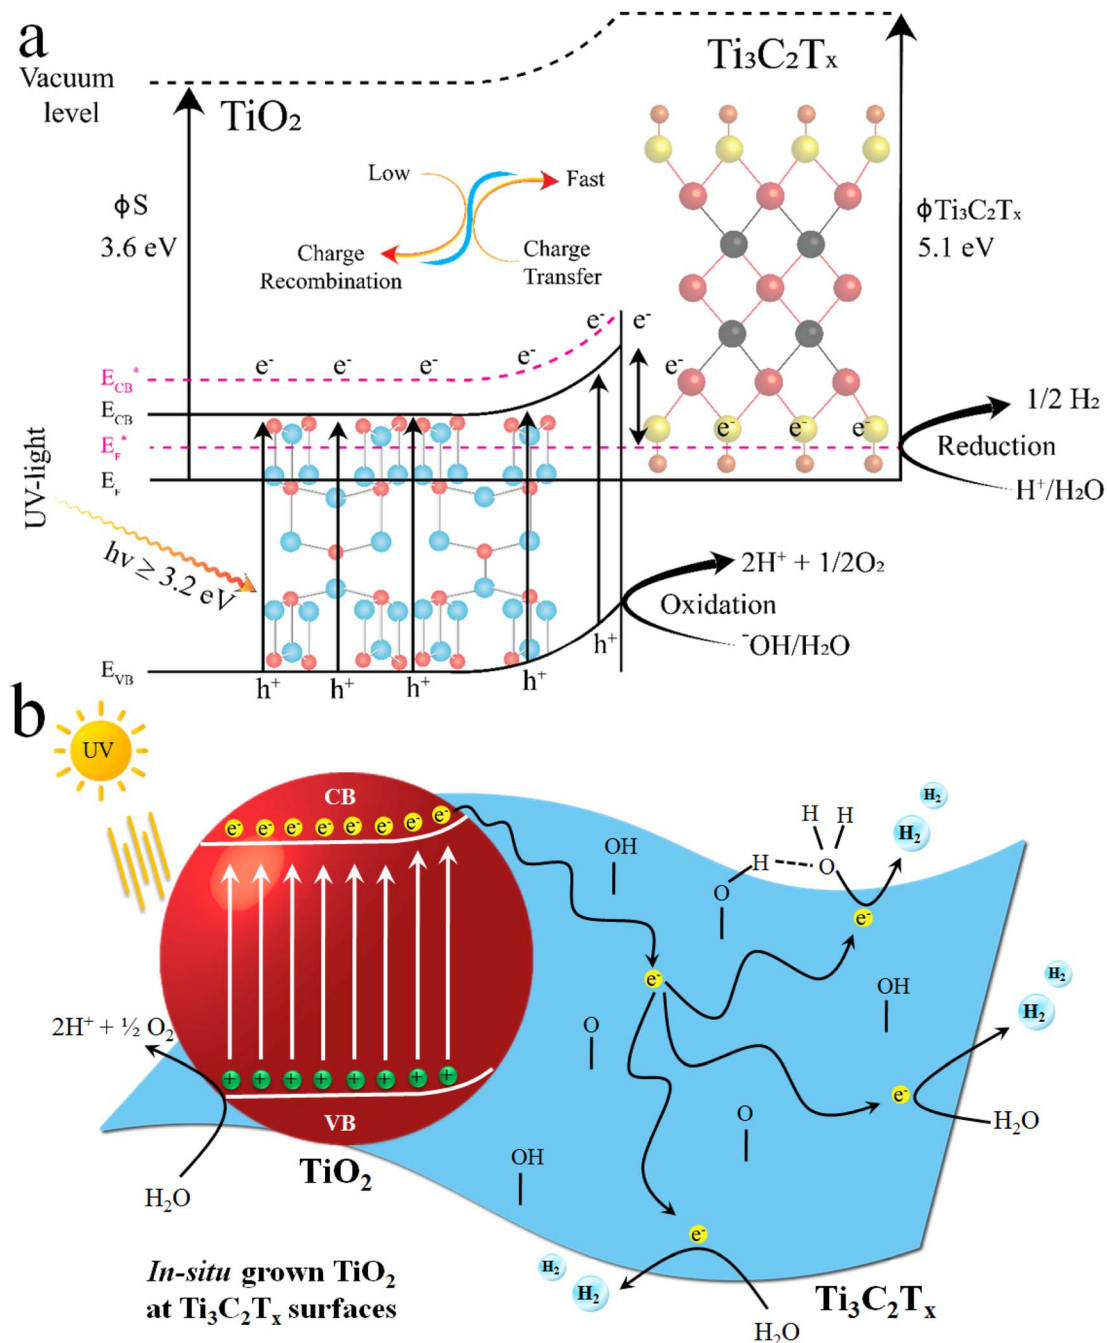 a
Vacuum
level
TiO₂
Ti₃C₂Tₓ
ϕS
3.6 eV
Low
Fast
Charge
Recombination
Charge
Transfer
ϕTi₃C₂Tₓ
5.1 eV
e⁻ e⁻
e⁻ e⁻ e⁻ e⁻ e⁻
E_CB*
E_CB
E_F*
E_F
e⁻ e⁻ e⁻
1/2 H₂
Reduction
H⁺/H₂O
UV-light
hν ≥ 3.2 eV
2H⁺ + 1/2O₂
Oxidation
⁻OH/H₂O
E_VB
h⁺ h⁺ h⁺ h⁺ h⁺
b
UV
CB
e⁻ e⁻ e⁻ e⁻ e⁻ e⁻ e⁻ e⁻
H₂
H₂
H H
OH
H
O
O
e⁻
e⁻
OH
H₂
H₂
2H⁺ + ½ O₂
O
+ + + + + + + +
VB
e⁻
H₂O
O
TiO₂
OH
H₂O
e⁻
H₂
H₂
H₂O
In-situ grown TiO₂
at Ti₃C₂Tₓ surfaces
Ti₃C₂Tₓ